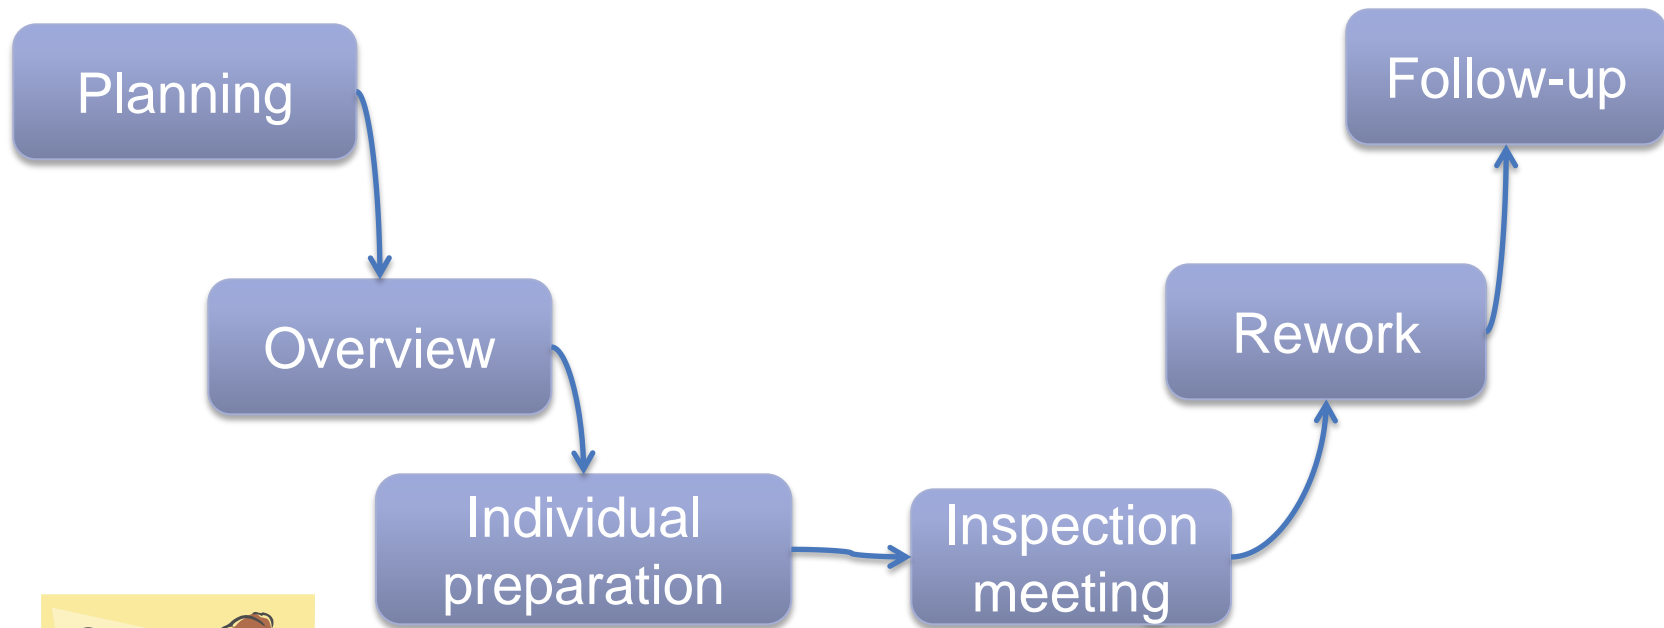 Planning
Follow-up
Overview
Rework
Individual
preparation
Inspection
meeting